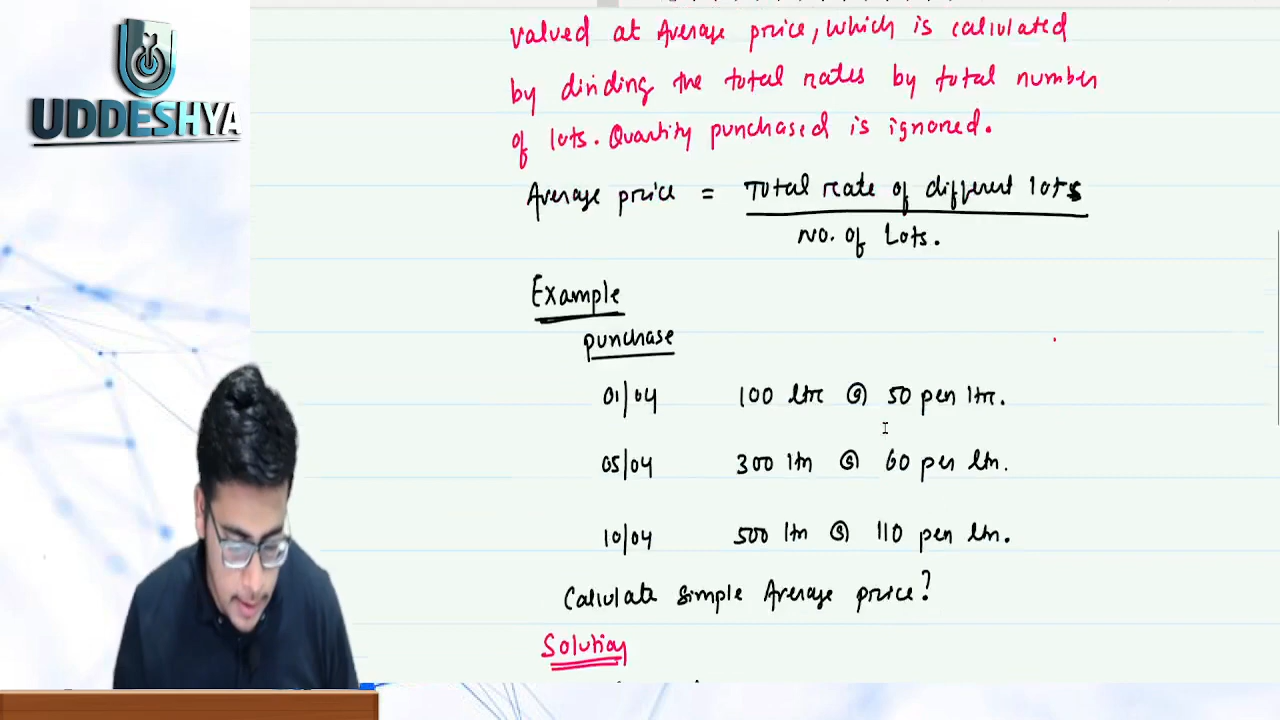 UDDESHYA
valued at Average price, which is calculated
by dividing the total rates by total number
of lots. Quantity purchased is ignored.
Average price = Total rate of different lots
No. of Lots.
Example
purchase
01/04 100 ltr @ 50 per ltr.
05/04 300 ltr @ 60 per ltr.
10/04 500 ltr @ 110 per ltr.
Calculate simple Average price?
Solution